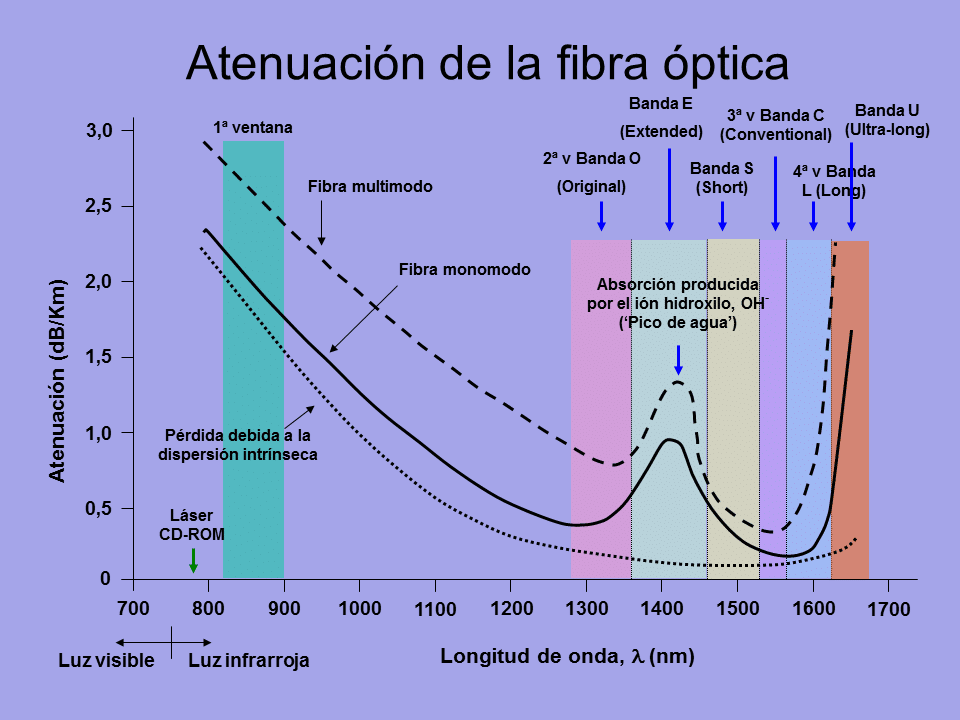 Atenuación de la fibra óptica
Banda E
(Extended)
3ª v Banda C
(Conventional)
Banda U
(Ultra-long)
1ª ventana
2ª v Banda O
(Original)
Banda S
(Short)
4ª v Banda
L (Long)
Fibra multimodo
Fibra monomodo
Absorción producida
por el ión hidroxilo, OH-
(‘Pico de agua’)
Pérdida debida a la
dispersión intrínseca
Láser
CD-ROM
Atenuación (dB/Km)
3,0
2,5
2,0
1,5
1,0
0,5
0
700 800 900 1000 1100 1200 1300 1400 1500 1600 1700
Luz visible Luz infrarroja
Longitud de onda, λ (nm)